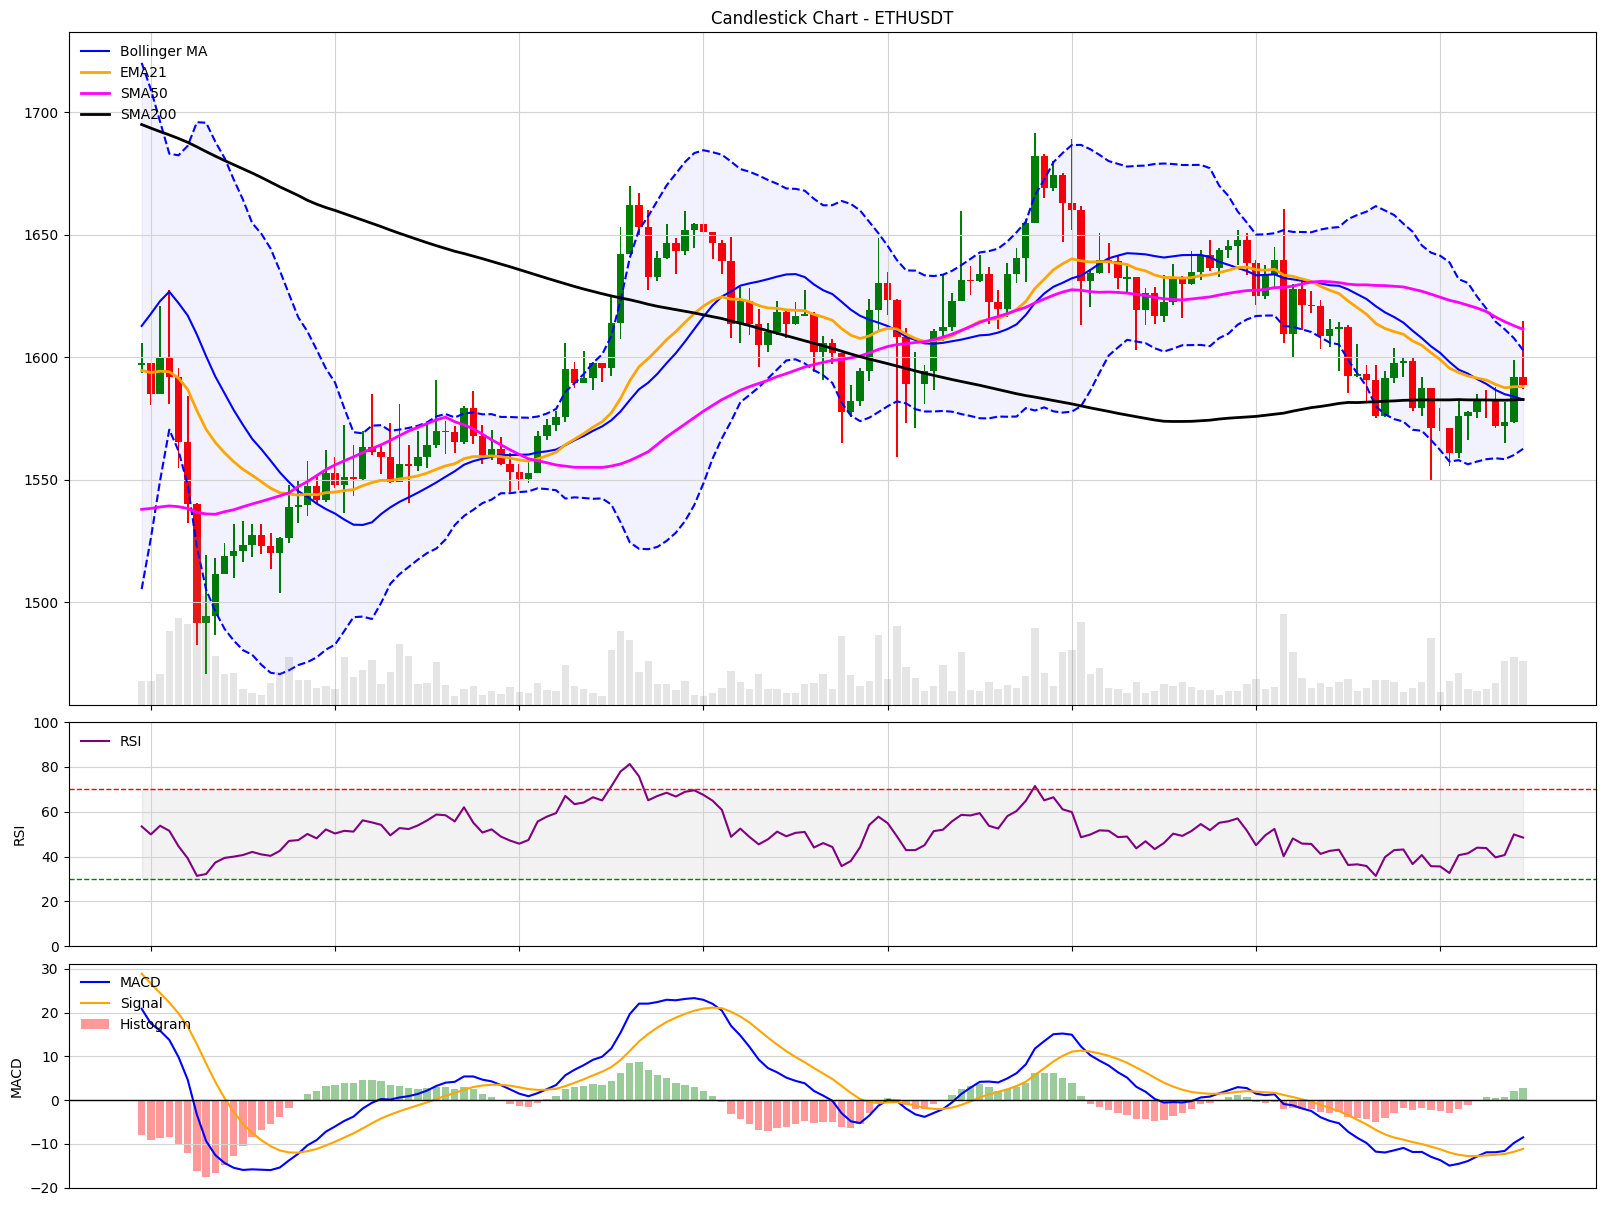 Candlestick Chart - ETHUSDT
Bollinger MA
EMA21
SMA50
SMA200
1700
1650
1600
1550
1500
RSI
100
80
60
40
20
0
RSI
MACD
Signal
Histogram
30
20
10
0
−10
−20
MACD